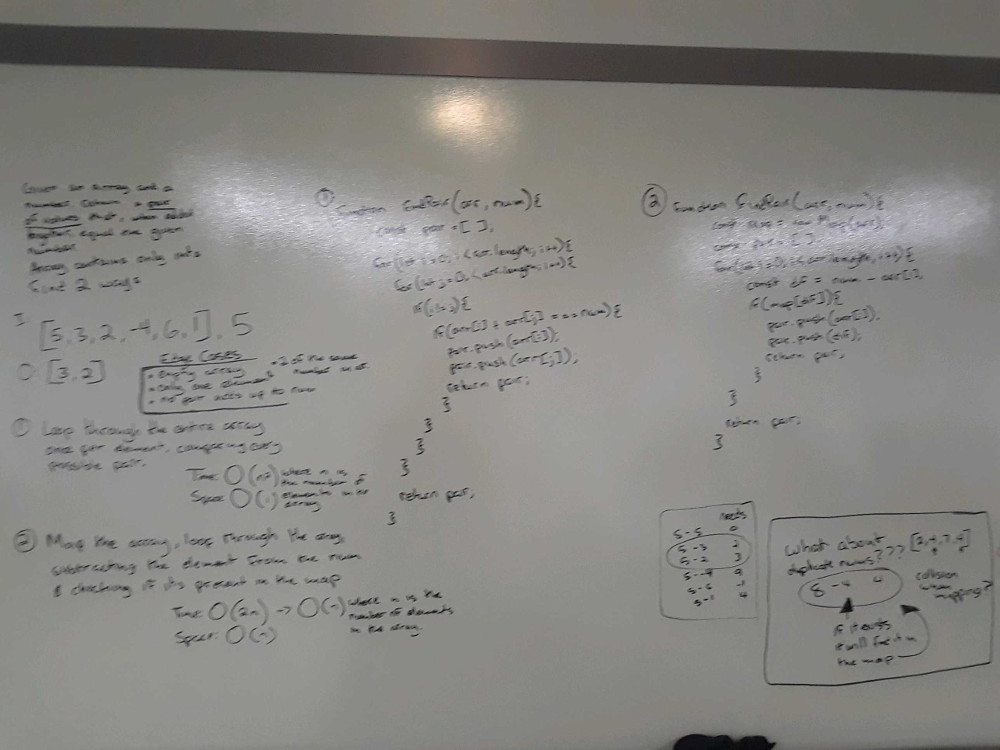 Given an array and a
number, return a pair
of values that, when added
together, equal the given
number.
Array contains only ints
Find 2 ways
I: [5,3,2,-4,6,1], 5
O: [3,2]
Edge Cases
• empty array
• only one element
• no pair adds up to num
• 2 of the same
number in arr
① Loop through the entire array
once per element, comparing every
possible pair.
Time: O(n²) where n is
the number of
Space: O(1) elements in the
array
② Map the array, loop through the array
subtracting the element from the num
& checking if it's present in the map
Time: O(2n) -> O(n) where n is the
number of elements
Space: O(n) in the array
① function findPair(arr, num){
const pair = [ ];
for(let i=0; i<arr.length; i++){
for(let j=0; <arr.length; i++){
if(i!=j){
if(arr[i] + arr[j] === num){
pair.push(arr[i]);
pair.push(arr[j]);
return pair;
}
}
}
}
return pair;
}
② function findPair(arr, num){
const = new Map(arr);
const pair = [ ];
for(let i=0; i<arr.length, i++){
const dif = num - arr[i],
if(map[dif]){
pair.push(arr[i]),
pair.push(dif);
return pair;
}
}
return pair;
}
needs
5-5 0
5-3 2
5-2 3
5--4 9
5-6 -1
5-1 4
What about [2,4,7,4]
duplicate nums???
8-4 4
collision
when
mapping?
if it exists
it will find it in
the map